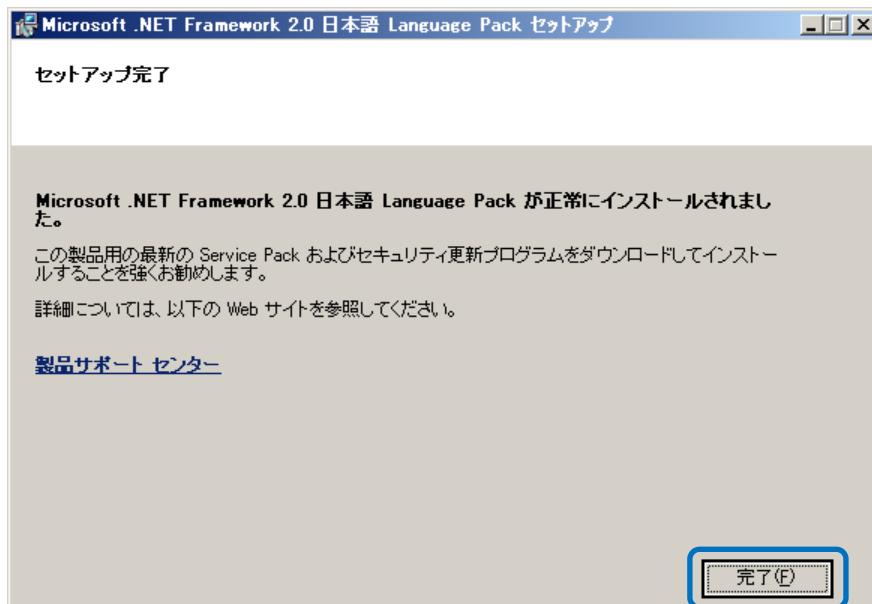 Microsoft .NET Framework 2.0 日本語 Language Pack セットアップ
セットアップ完了
Microsoft .NET Framework 2.0 日本語 Language Pack が正常にインストールされまし
た。
この製品用の最新の Service Pack およびセキュリティ更新プログラムをダウンロードしてインストー
ルすることを強くお勧めします。
詳細については、以下の Web サイトを参照してください。
製品サポート センター
完了(F)